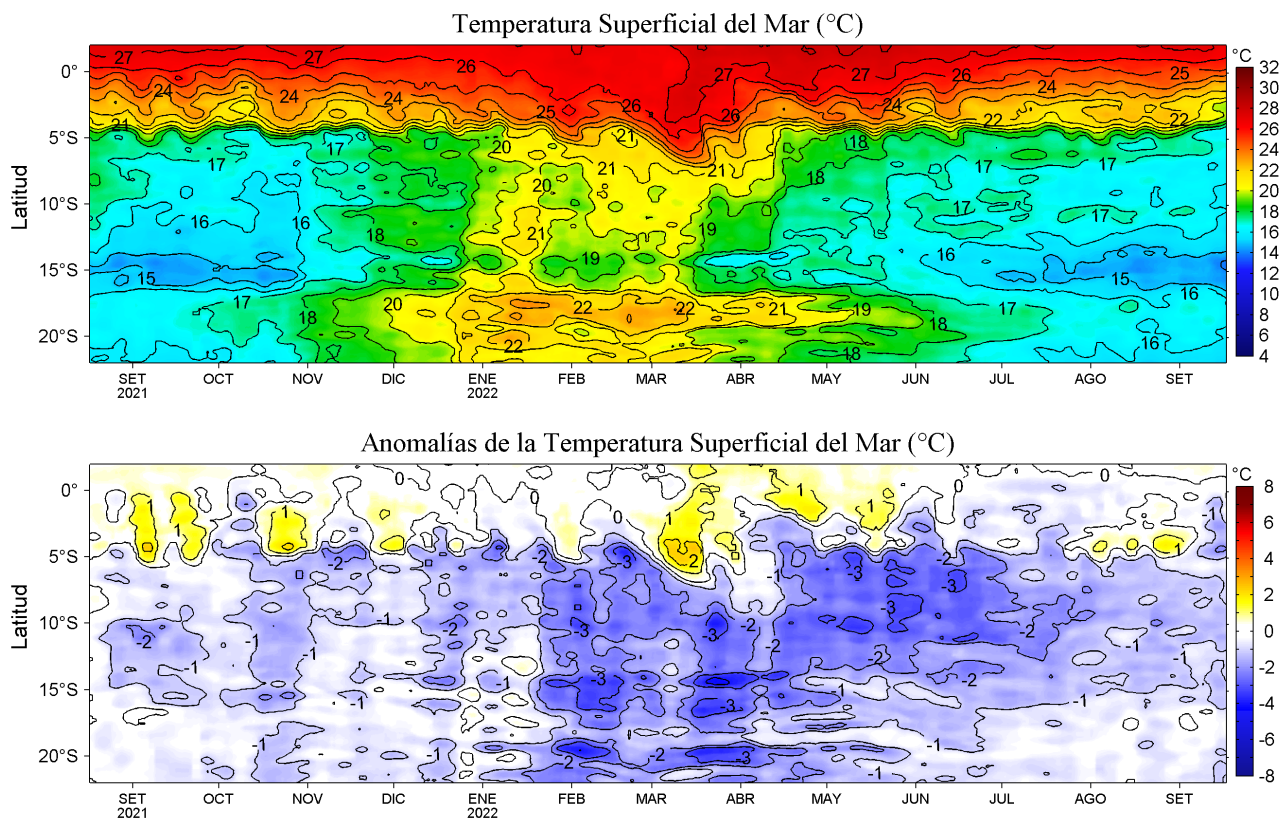 Temperatura Superficial del Mar (°C)
27 27 26 27 27 26 25
24 24 24 25 26 26 24 22 22
21 21 20 21 18
17 17 17 20 21 21 18 17 17
16 16 18 21 19 16
15 19 15
17 18 20 22 22 21 19 18 17 16
22 18 16
Latitud
0°
5°S
10°S
15°S
20°S
SET OCT NOV DIC ENE FEB MAR ABR MAY JUN JUL AGO SET
2021 2022
°C
32
30
28
26
24
22
20
18
16
14
12
10
8
6
4
Anomalías de la Temperatura Superficial del Mar (°C)
0 0 0 0 0
1 1 1 1 1 1 -1
-2 -2 -3 2 -1 -3 -3 1
-2 -1 -1 -2 -3 -3 -2 -2 -3 -2
-1 -1 -1 -3 -3 -2 -2 -1
-1 -1 -2 -2 -3 -1 -1
Latitud
0°
5°S
10°S
15°S
20°S
SET OCT NOV DIC ENE FEB MAR ABR MAY JUN JUL AGO SET
2021 2022
°C
8
6
4
2
0
-2
-4
-6
-8